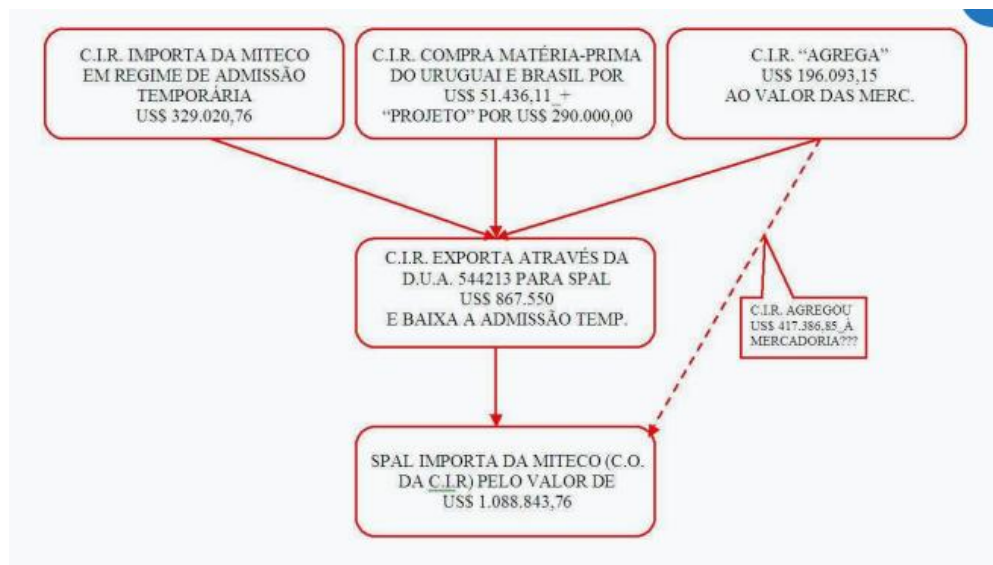 C.I.R. IMPORTA DA MITECO
EM REGIME DE ADMISSÃO
TEMPORÁRIA
US$ 329.020,76
C.I.R. COMPRA MATÉRIA-PRIMA
DO URUGUAI E BRASIL POR
US$ 51.436,11_+
“PROJETO” POR US$ 290.000,00
C.I.R. “AGREGA”
US$ 196.093,15
AO VALOR DAS MERC.
C.I.R. EXPORTA ATRAVÉS DA
D.U.A. 544213 PARA SPAL
US$ 867.550
E BAIXA A ADMISSÃO TEMP.
C.I.R. AGREGOU
US$ 417.386,85_À
MERCADORIA???
SPAL IMPORTA DA MITECO (C.O.
DA C.I.R) PELO VALOR DE
US$ 1.088.843,76